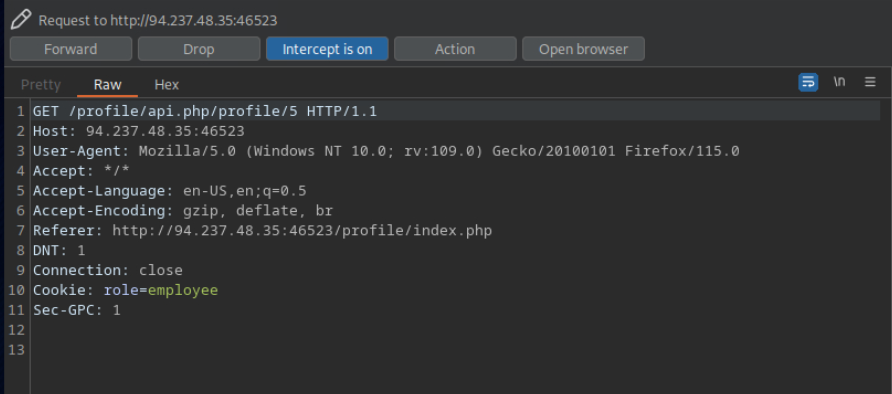 Request to http://94.237.48.35:46523
Forward Drop Intercept is on Action Open browser
Pretty Raw Hex \n
1 GET /profile/api.php/profile/5 HTTP/1.1
2 Host: 94.237.48.35:46523
3 User-Agent: Mozilla/5.0 (Windows NT 10.0; rv:109.0) Gecko/20100101 Firefox/115.0
4 Accept: */*
5 Accept-Language: en-US,en;q=0.5
6 Accept-Encoding: gzip, deflate, br
7 Referer: http://94.237.48.35:46523/profile/index.php
8 DNT: 1
9 Connection: close
10 Cookie: role=employee
11 Sec-GPC: 1
12
13